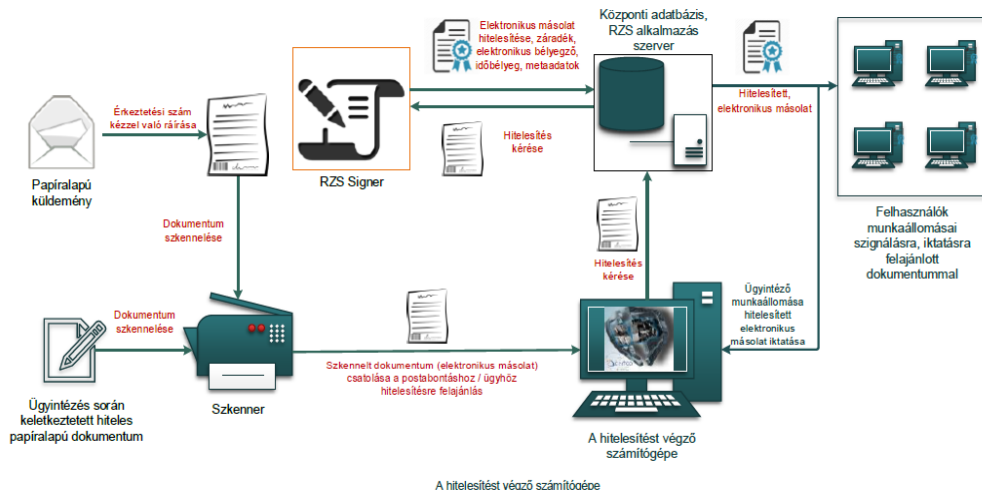 Elektronikus másolat
hitelesítése, záradék,
elektronikus bélyegző,
időbélyeg, metaadatok
Központi adatbázis,
RZS alkalmazás
szerver
Hitelesített,
elektronikus másolat
Érkeztetési szám
kézzel való ráírása
Hitelesítés
kérése
Papíralapú
küldemény
RZS Signer
Dokumentum
szkennelése
Hitelesítés
kérése
Felhasználók
munkaállomásai
szignálásra, iktatásra
felajánlott
dokumentummal
Ügyintéző
munkaállomása
hitelesített
elektronikus
másolat iktatása
Dokumentum
szkennelése
Szkennelt dokumentum (elektronikus másolat)
csatolása a postabontáshoz / ügyhöz
hitelesítésre felajánlás
Ügyintézés során
keletkeztetett hiteles
papíralapú dokumentum
Szkenner
A hitelesítést végző
számítógépe
A hitelesítést végző számítógépe